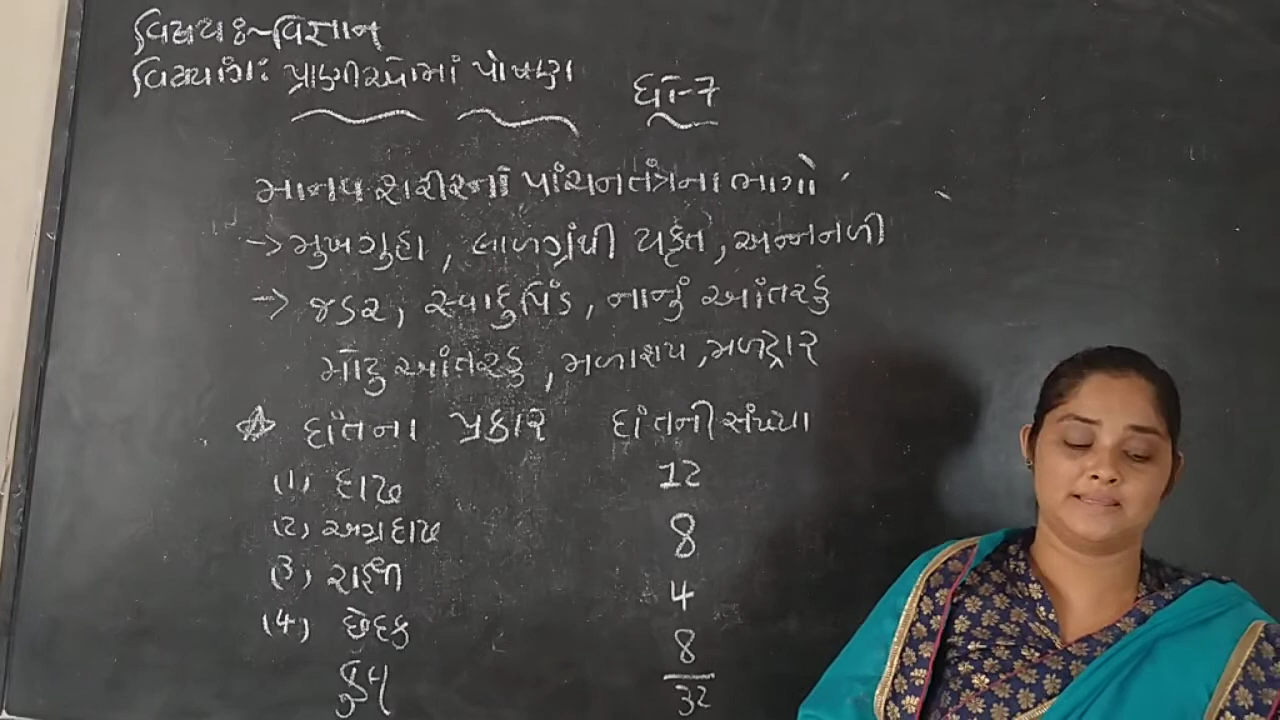 વિષય:-વિજ્ઞાન
વિષયાંગ: પ્રાણીઓમાં પોષણ
ધો-7
માનવ શરીરનાં પાંચનતંત્રના ભાગો
→ મુખગુહા, લાળગ્રંથી યકૃત, અન્નનળી
→ જઠર, સ્વાદુપિંડ, નાનું આંતરડું
મોટુ આંતરડુ, મળાશય, મળદ્વાર
☆ દાંતના પ્રકાર દાંતની સંખ્યા
(1) દાઢ 12
(2) અગ્રદાઢ 8
(3) રાક્ષી 4
(4) છેદક 8
કુલ 32